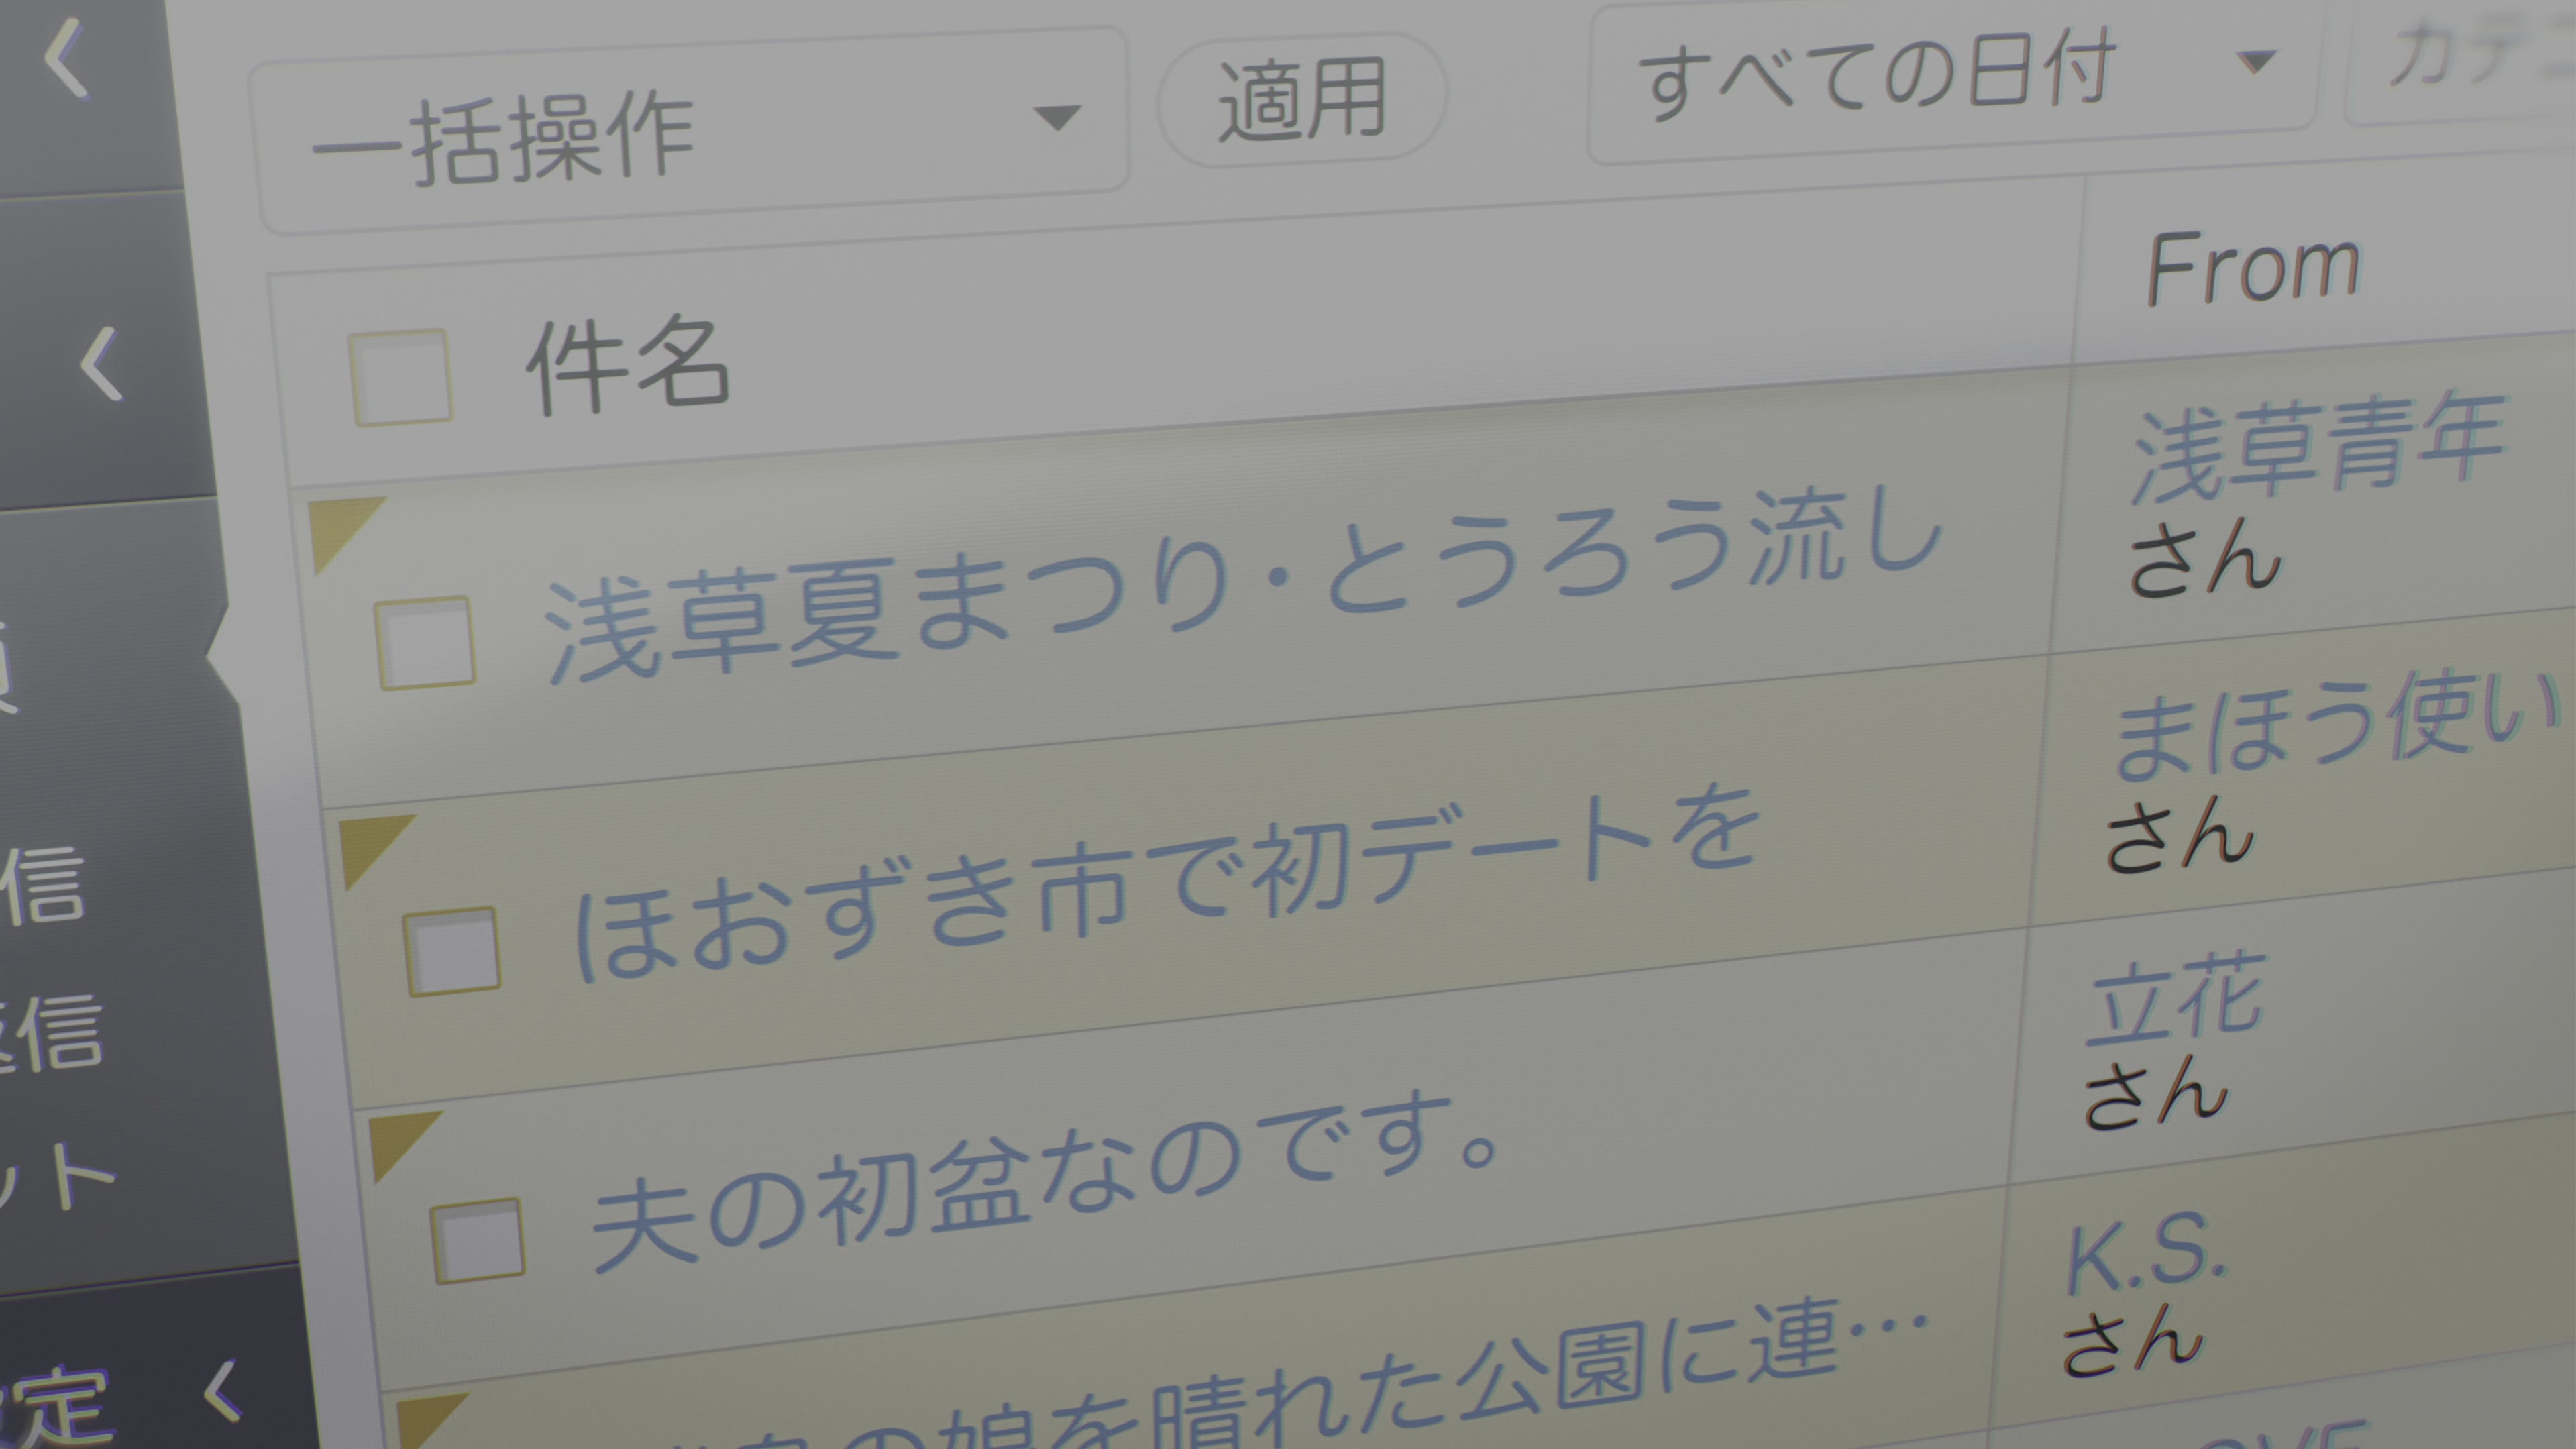 一括操作
適用
すべての日付
カテゴ
件名
From
浅草夏まつり・とうろう流し
浅草青年
さん
ほおずき市で初デートを
まほう使い
さん
夫の初盆なのです。
立花
さん
の娘を晴れた公園に連…
K.S.
さん
信
返信
ット
設定